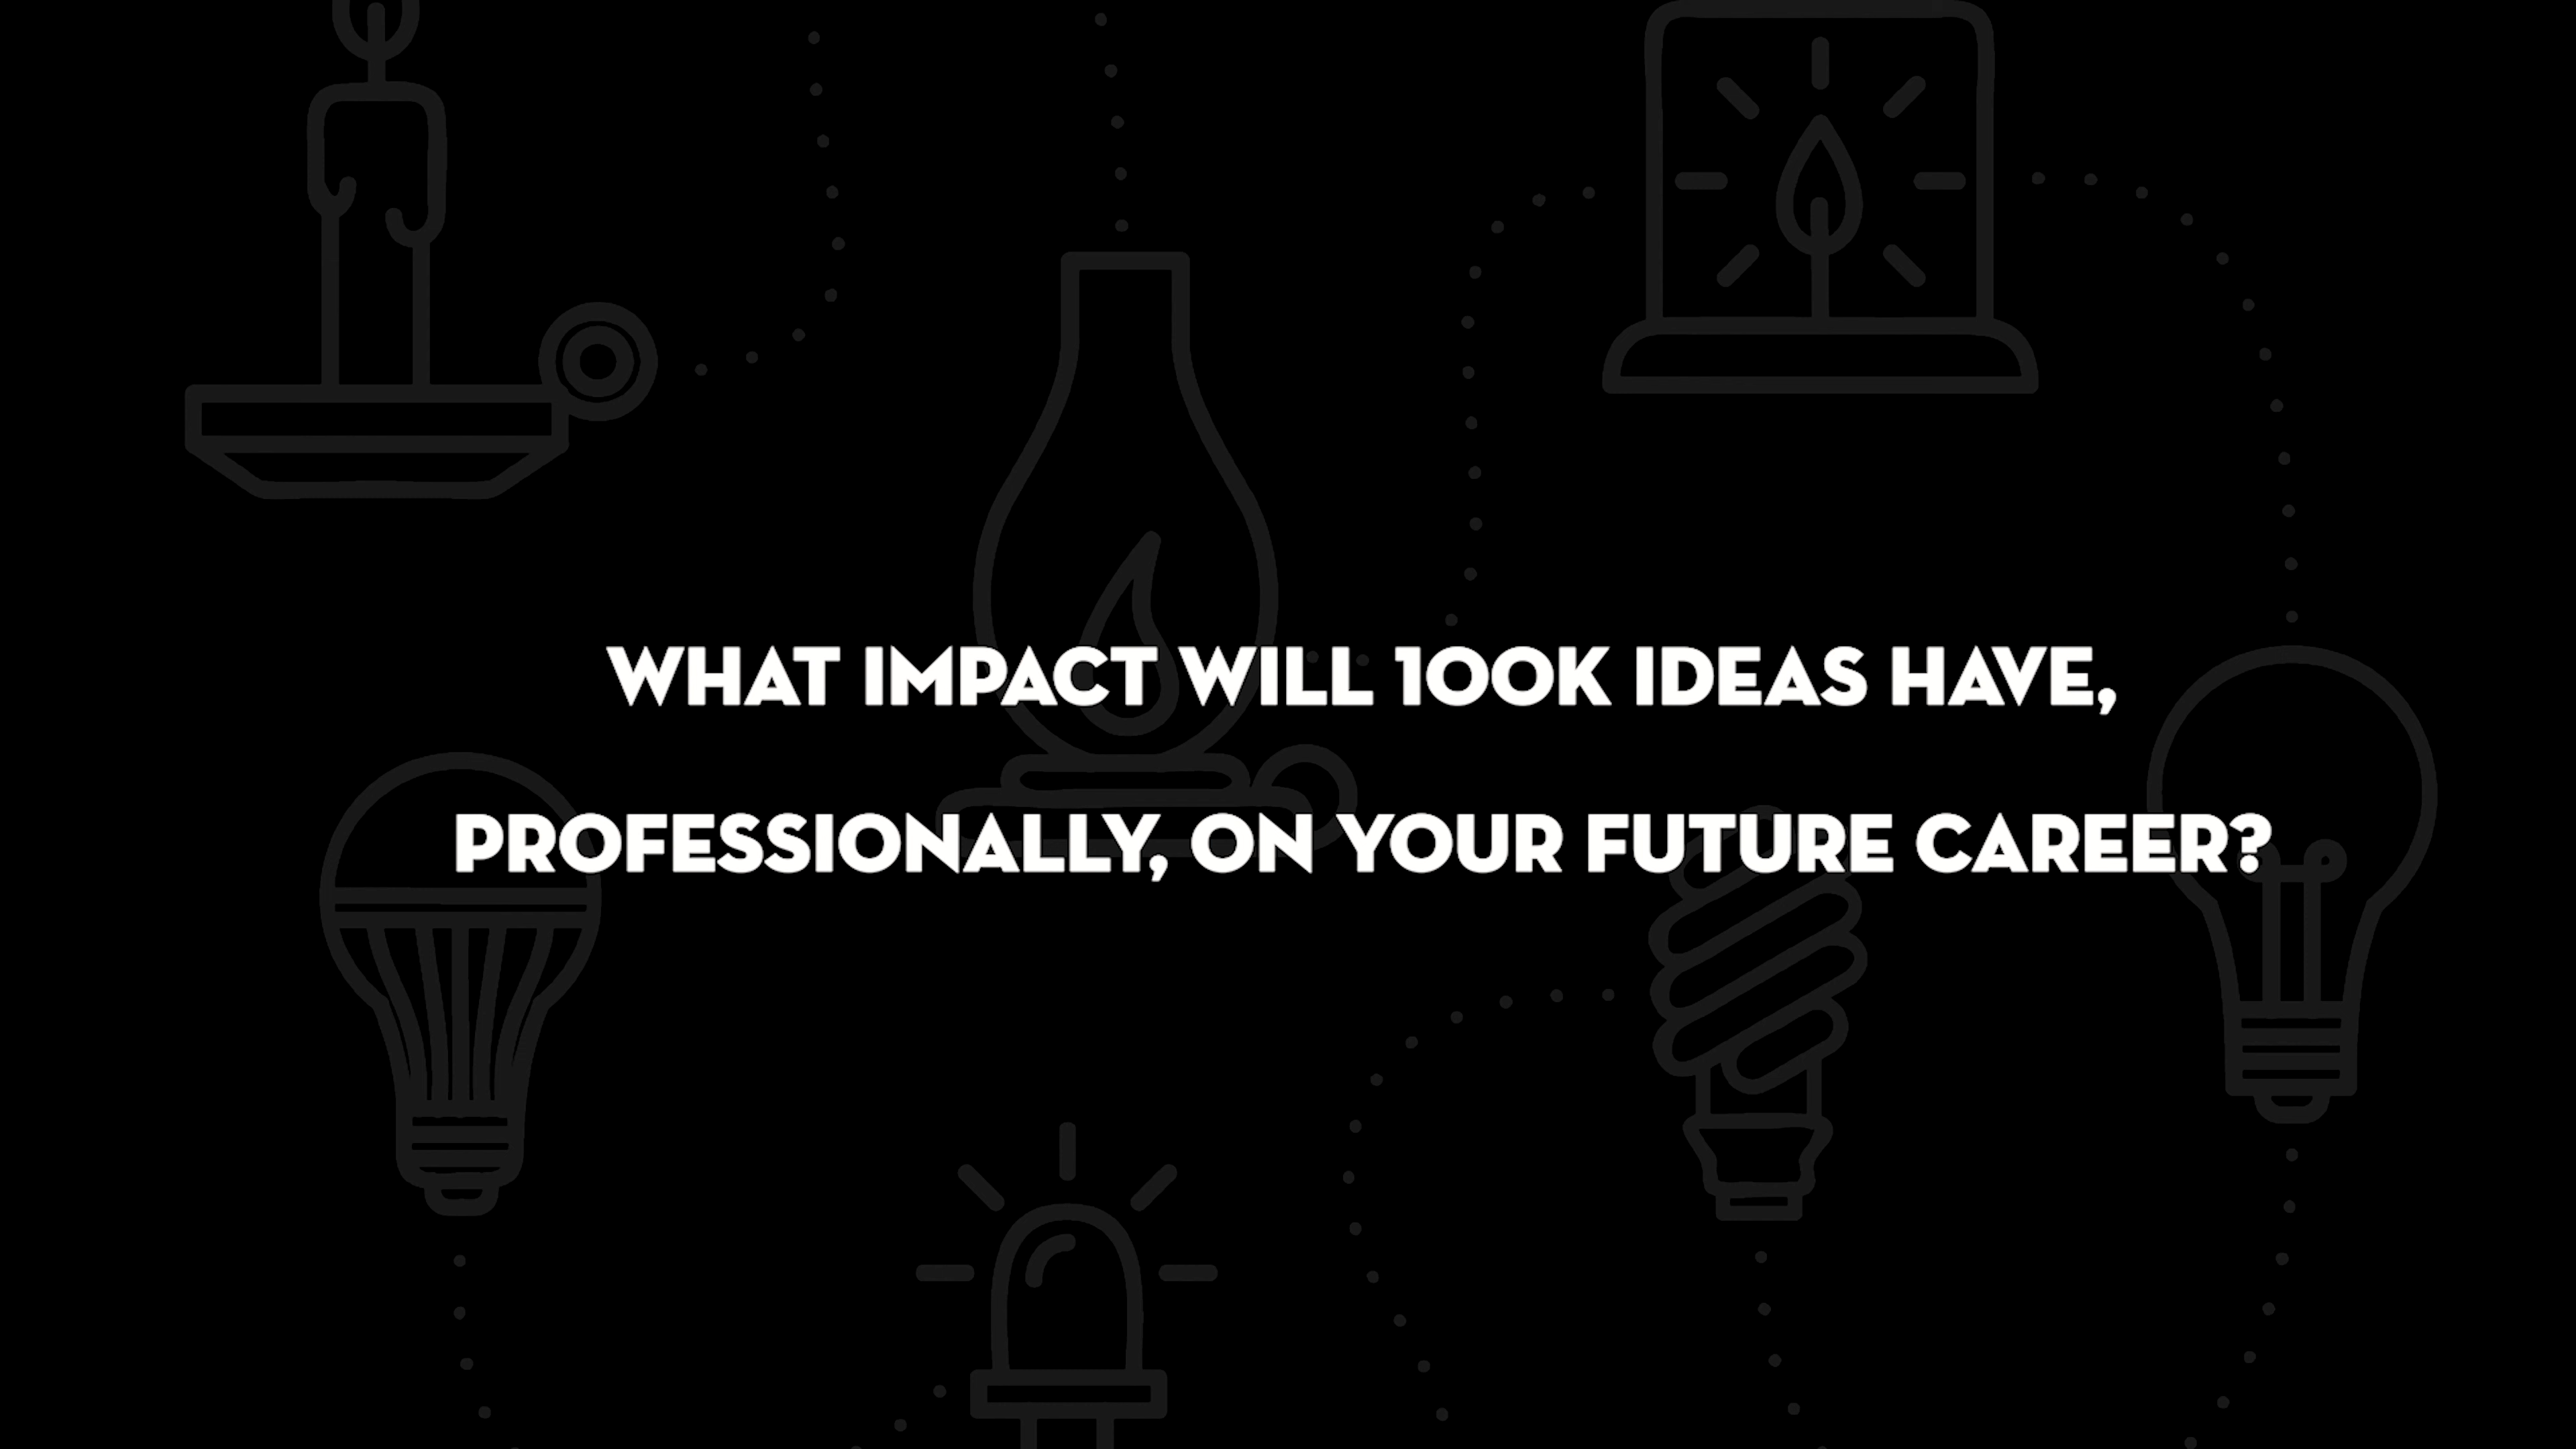 WHAT IMPACT WILL 100K IDEAS HAVE,
PROFESSIONALLY, ON YOUR FUTURE CAREER?